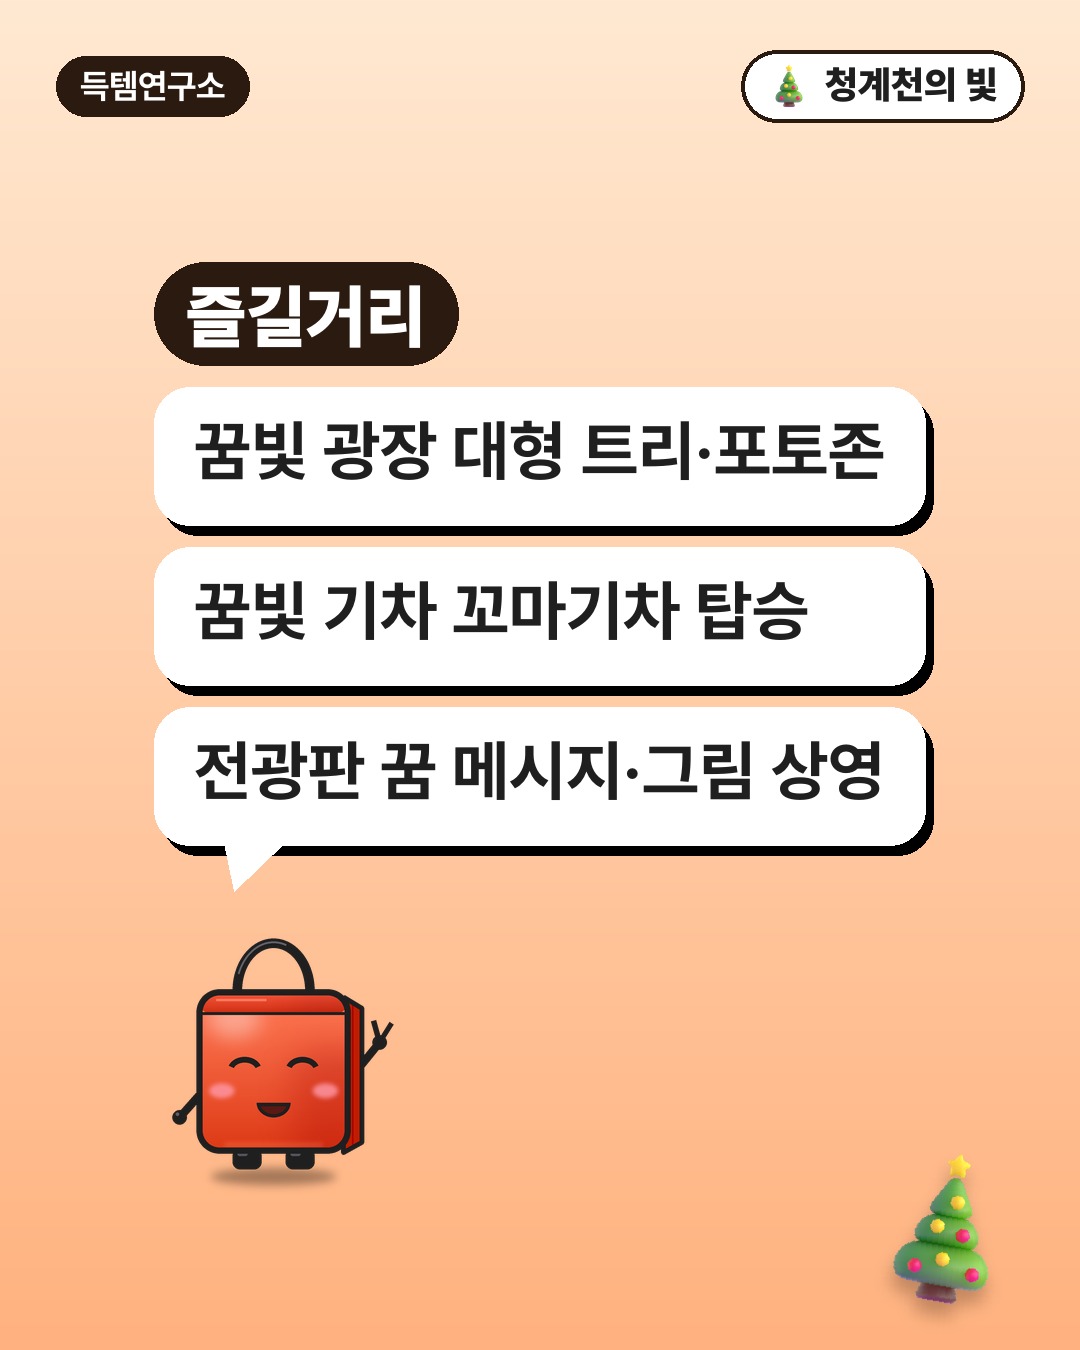 득템연구소
청계천의 빛
즐길거리
꿈빛 광장 대형 트리·포토존
꿈빛 기차 꼬마기차 탑승
전광판 꿈 메시지·그림 상영